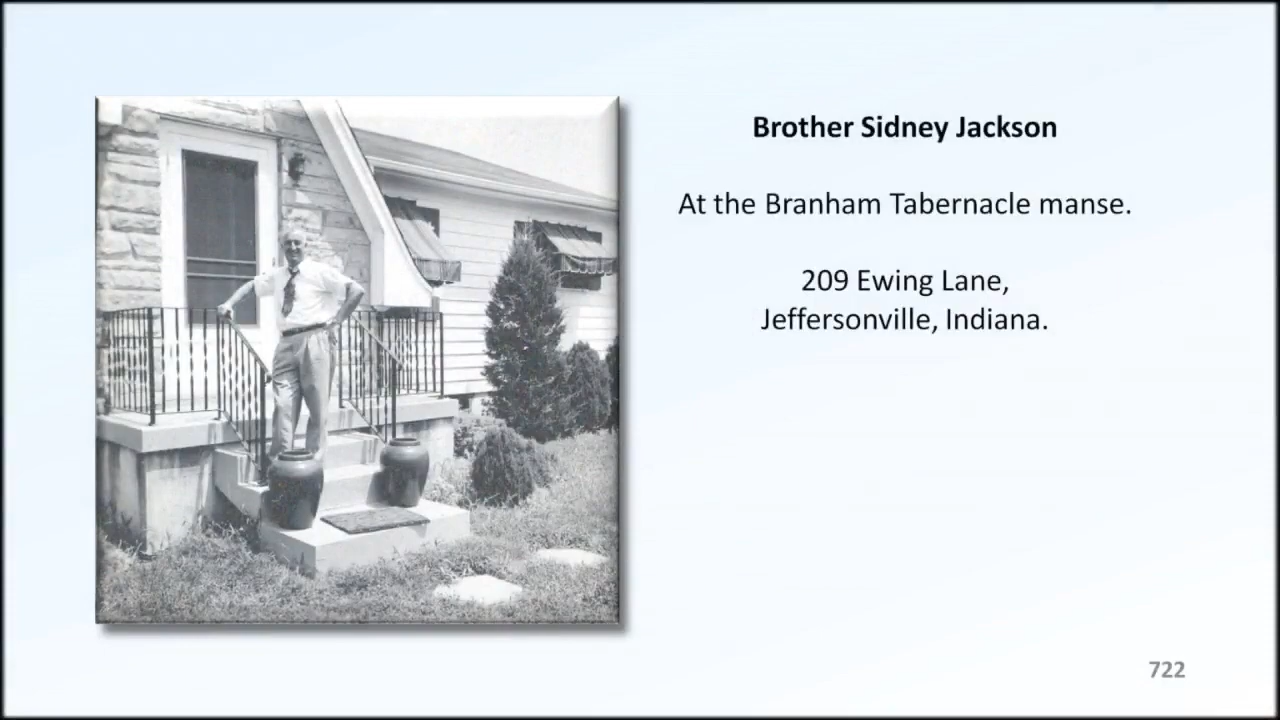 Brother Sidney Jackson
At the Branham Tabernacle manse.
209 Ewing Lane,
Jeffersonville, Indiana.
722